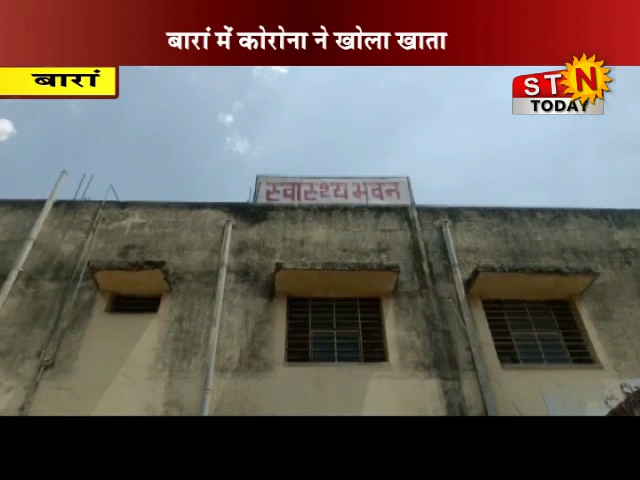 बारां में कोरोना ने खोला खाता
बारां
STN
TODAY
स्वास्थ्य भवन